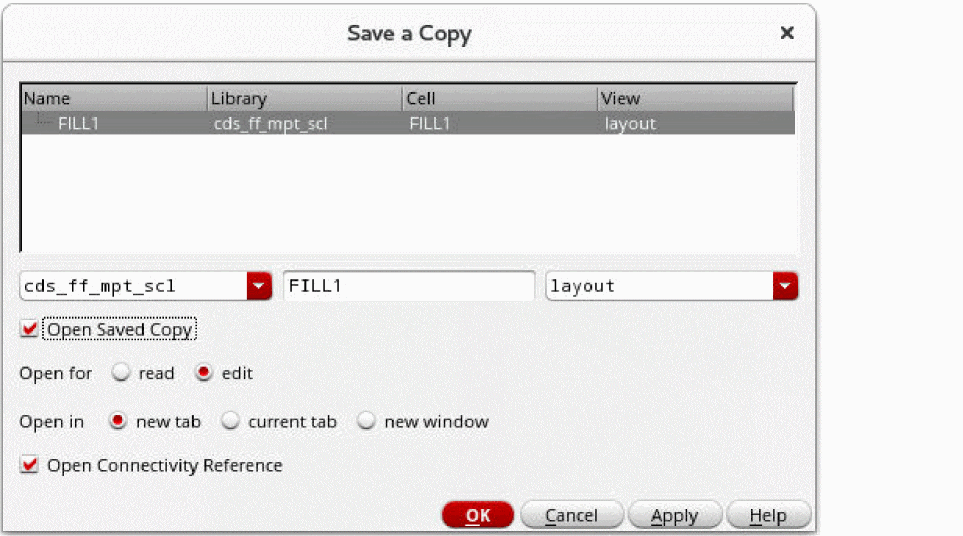 Save a Copy
Name Library Cell View
FILL1 cds_ff_mpt_scl FILL1 layout
cds_ff_mpt_scl FILL1 layout
Open Saved Copy
Open for read edit
Open in new tab current tab new window
Open Connectivity Reference
OK Cancel Apply Help